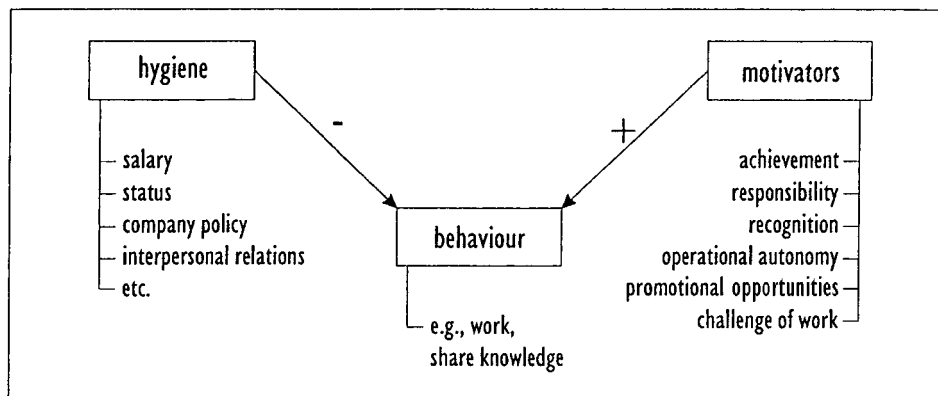 hygiene
-
salary
status
company policy
interpersonal relations
etc.
motivators
+
achievement
responsibility
recognition
operational autonomy
promotional opportunities
challenge of work
behaviour
e.g., work,
share knowledge